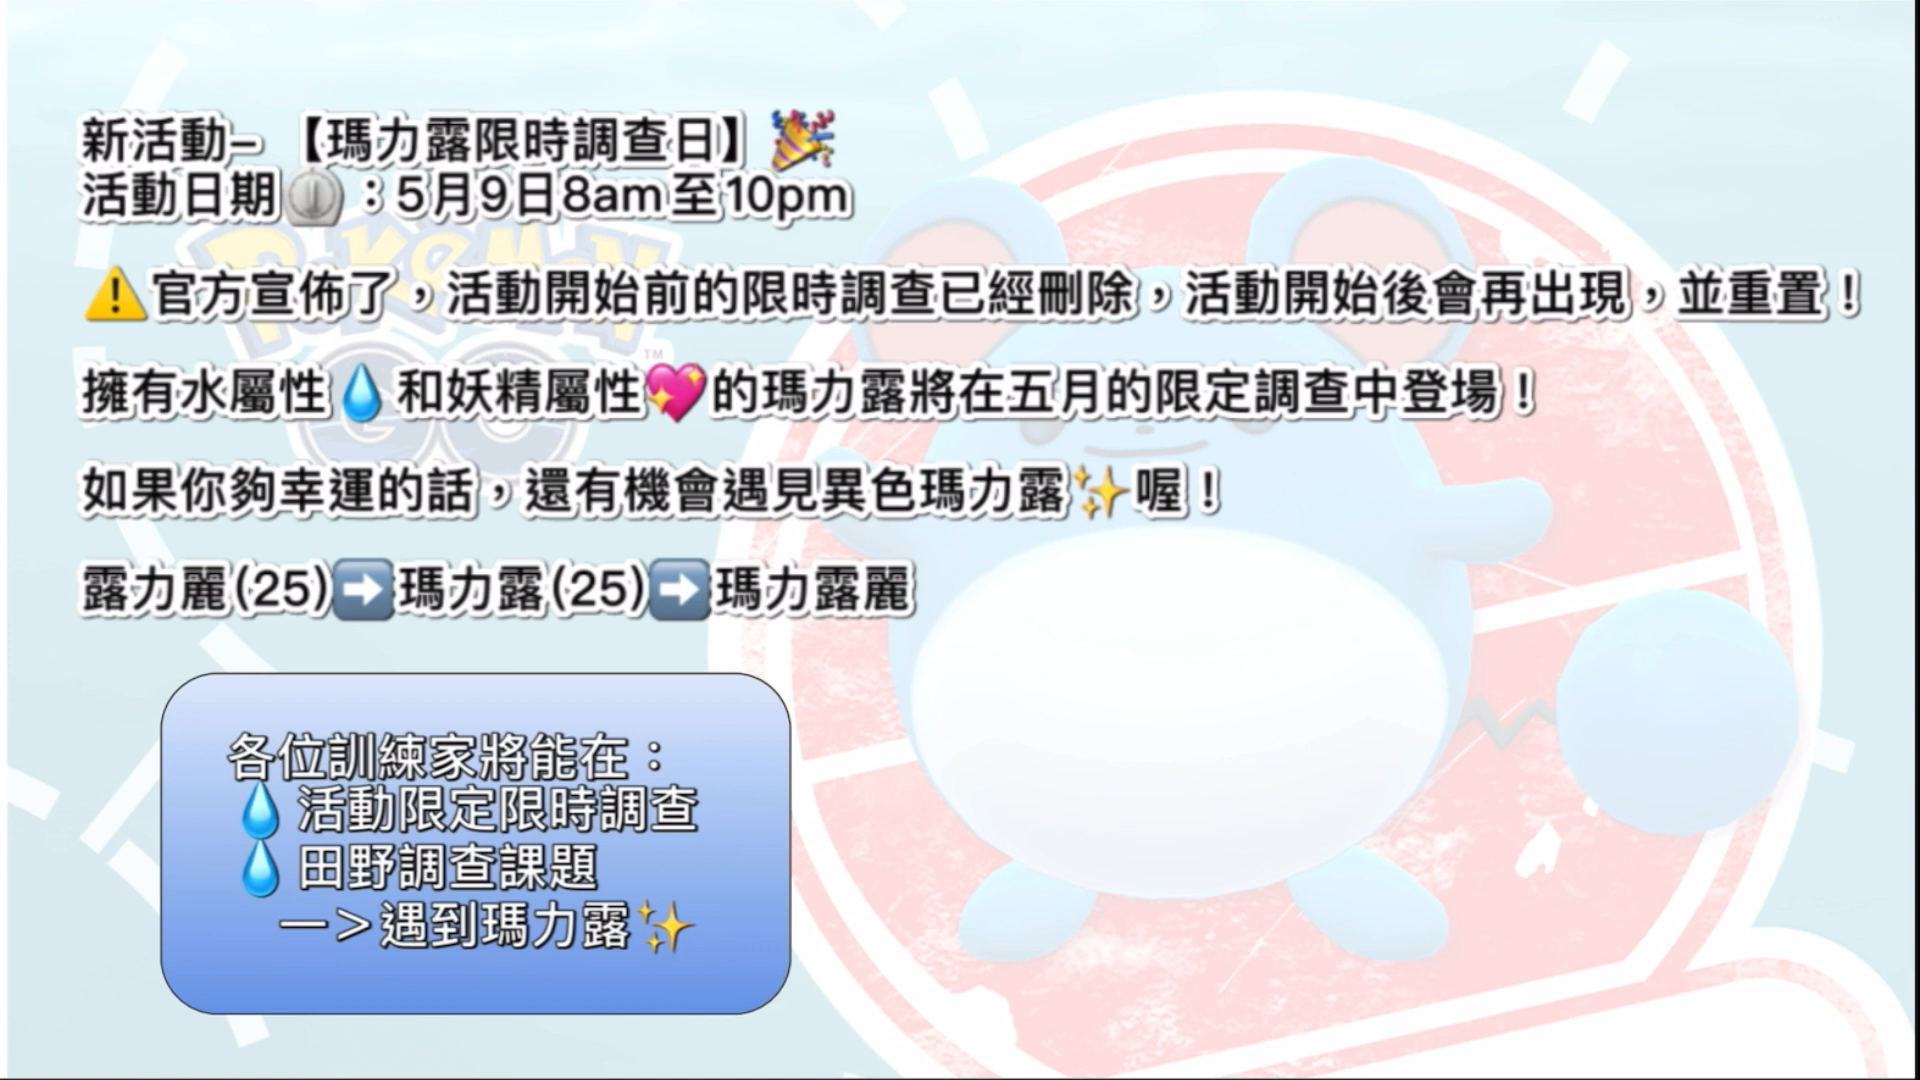 新活動– 【瑪力露限時調查日】🎉
活動日期⏲：5月9日8am至10pm
⚠️官方宣佈了，活動開始前的限時調查已經刪除，活動開始後會再出現，並重置！
擁有水屬性💧和妖精屬性💖的瑪力露將在五月的限定調查中登場！
如果你夠幸運的話，還有機會遇見異色瑪力露✨喔！
露力麗(25)➡️瑪力露(25)➡️瑪力露麗
各位訓練家將能在：
💧 活動限定限時調查
💧 田野調查課題
—＞遇到瑪力露✨
POKÉMON
GO
TM